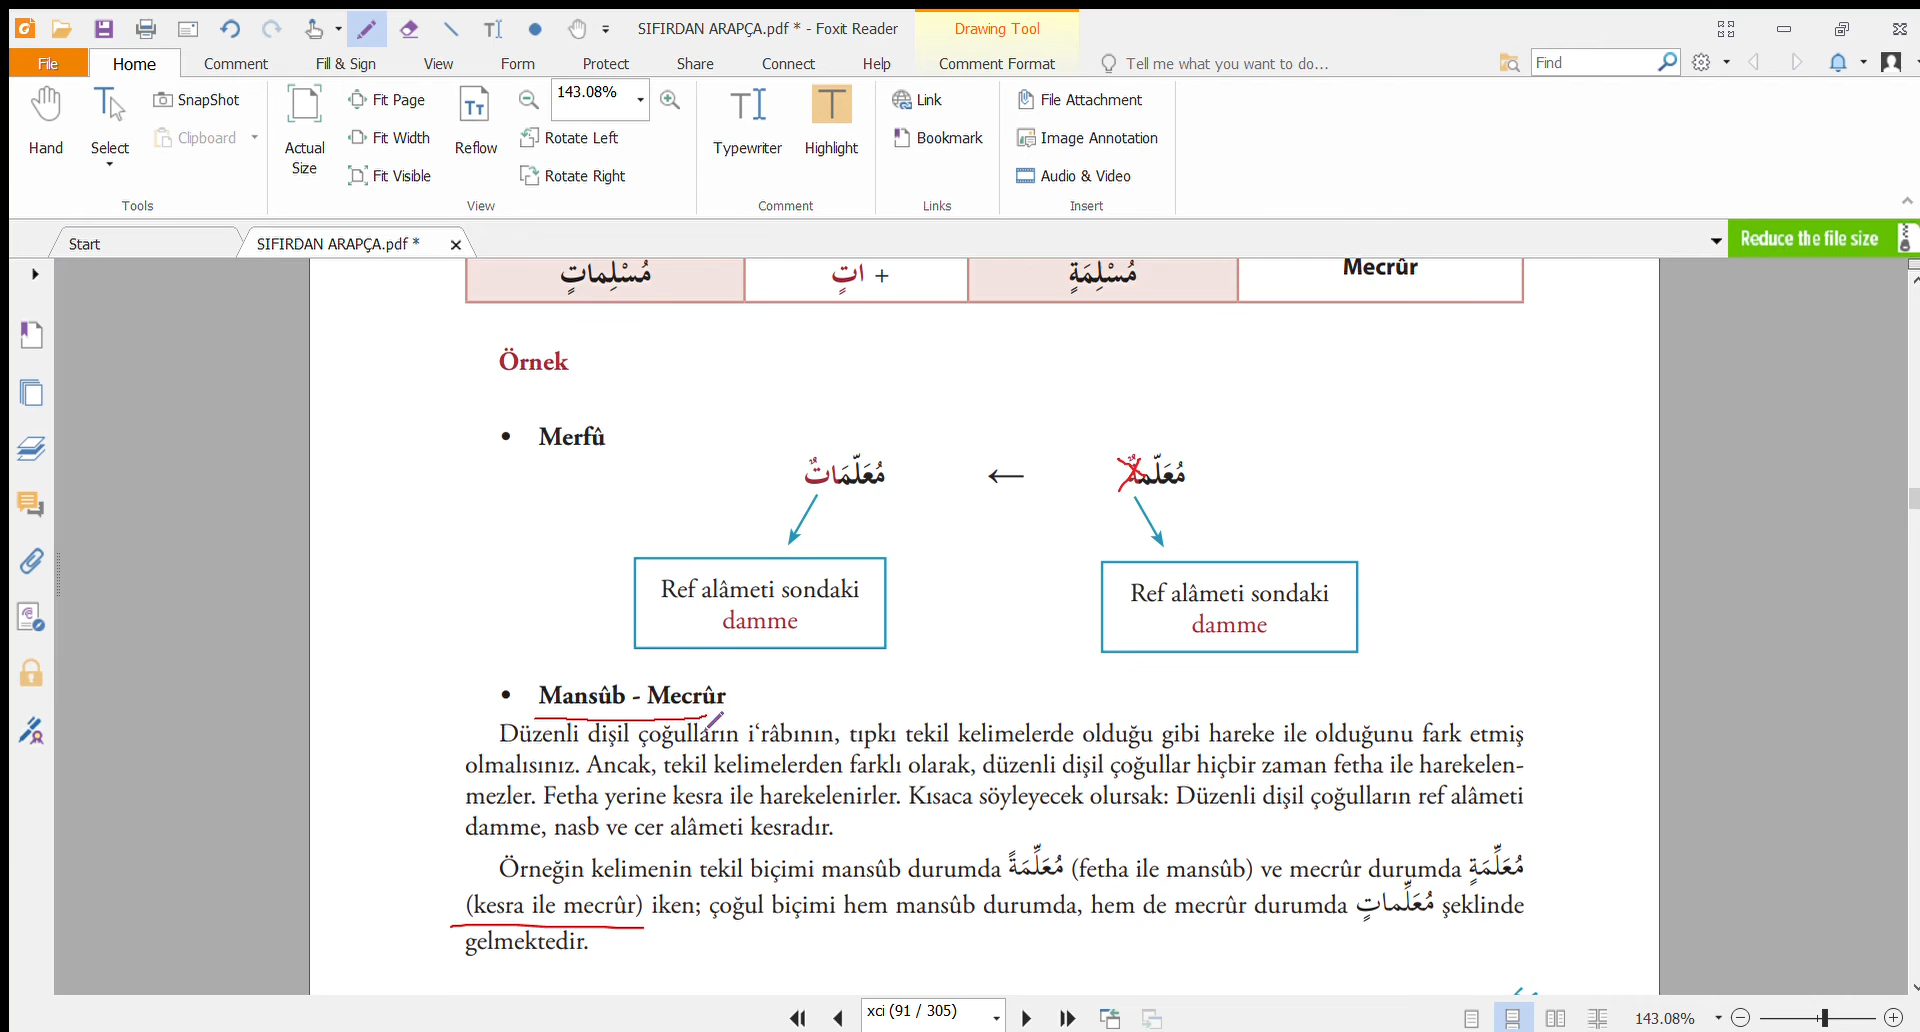 SIFIRDAN ARAPÇA.pdf * - Foxit Reader
Drawing Tool
File
Home
Comment
Fill & Sign
View
Form
Protect
Share
Connect
Help
Comment Format
Tell me what you want to do...
Find
Hand
Select
SnapShot
Clipboard
Tools
Actual Size
Fit Page
Fit Width
Fit Visible
Reflow
143.08%
Rotate Left
Rotate Right
View
Typewriter
Highlight
Comment
Link
Bookmark
Links
File Attachment
Image Annotation
Audio & Video
Insert
Start
SIFIRDAN ARAPÇA.pdf *
Reduce the file size
Mecrûr
مُسْلِمَةٍ
+ اتٍ
مُسْلِماتٍ
Örnek
• Merfû
مُعَلّمةٌ
←
مُعَلّمَاتٌ
Ref alâmeti sondaki
damme
Ref alâmeti sondaki
damme
• Mansûb - Mecrûr
Düzenli dişil çoğulların i‘râbının, tıpkı tekil kelimelerde olduğu gibi hareke ile olduğunu fark etmiş
olmalısınız. Ancak, tekil kelimelerden farklı olarak, düzenli dişil çoğullar hiçbir zaman fetha ile harekelen-
mezler. Fetha yerine kesra ile harekelenirler. Kısaca söyleyecek olursak: Düzenli dişil çoğulların ref alâmeti
damme, nasb ve cer alâmeti kesradır.
Örneğin kelimenin tekil biçimi mansûb durumda مُعَلِّمَةً (fetha ile mansûb) ve mecrûr durumda مُعَلِّمَةٍ
(kesra ile mecrûr) iken; çoğul biçimi hem mansûb durumda, hem de mecrûr durumda مُعَلِّماتٍ şeklinde
gelmektedir.
xci (91 / 305)
143.08%